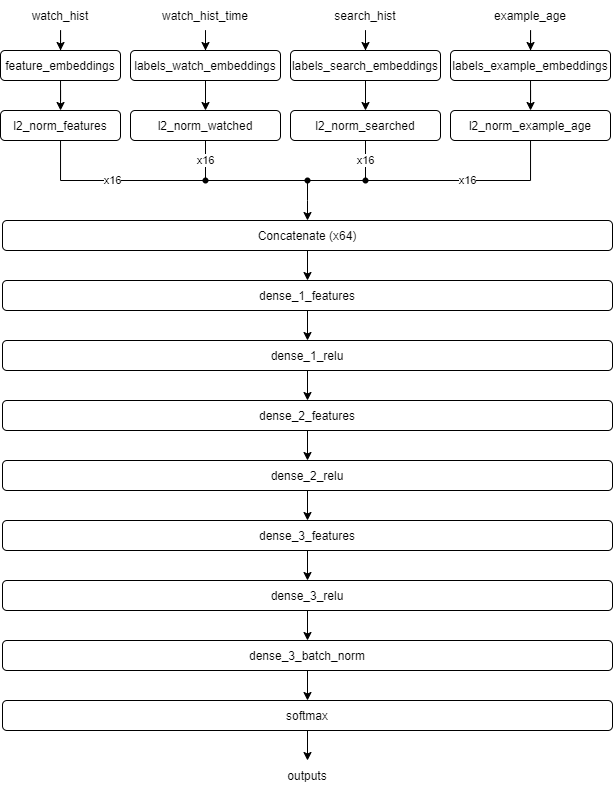 watch_hist
watch_hist_time
search_hist
example_age
feature_embeddings
labels_watch_embeddings
labels_search_embeddings
labels_example_embeddings
l2_norm_features
l2_norm_watched
l2_norm_searched
l2_norm_example_age
x16
x16
x16
x16
Concatenate (x64)
dense_1_features
dense_1_relu
dense_2_features
dense_2_relu
dense_3_features
dense_3_relu
dense_3_batch_norm
softmax
outputs